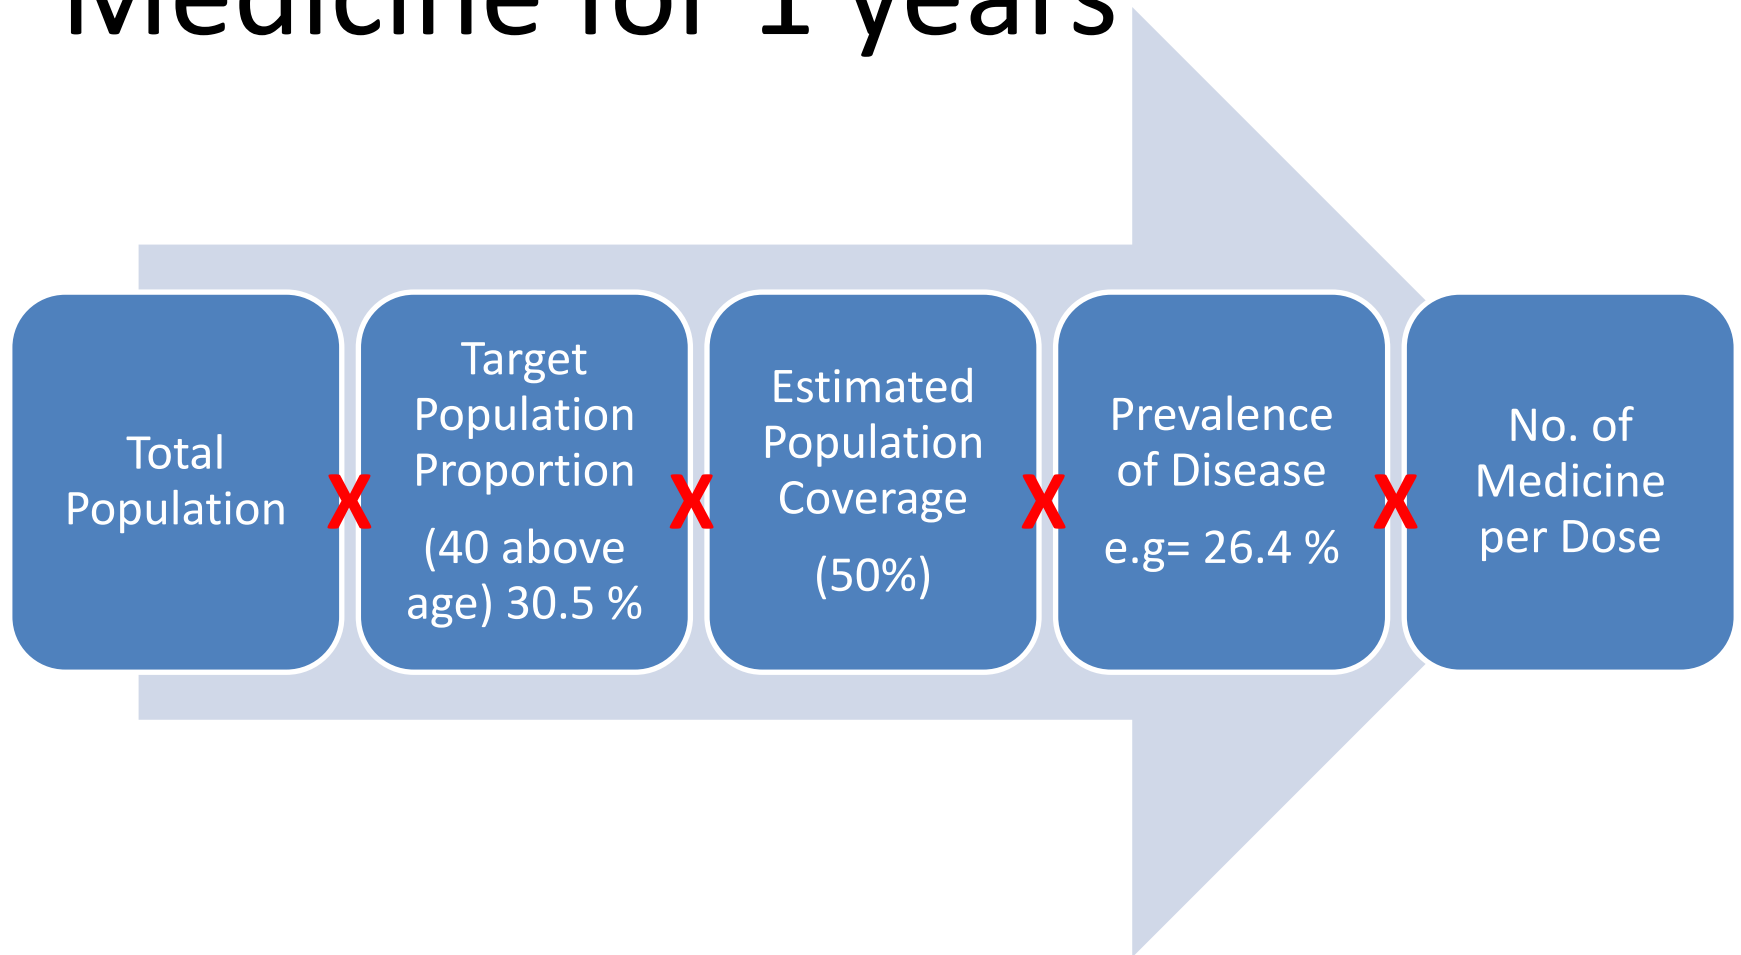 Medicine for 1 years
Total
Population
X
Target
Population
Proportion
(40 above
age) 30.5 %
X
Estimated
Population
Coverage
(50%)
X
Prevalence
of Disease
e.g= 26.4 %
X
No. of
Medicine
per Dose